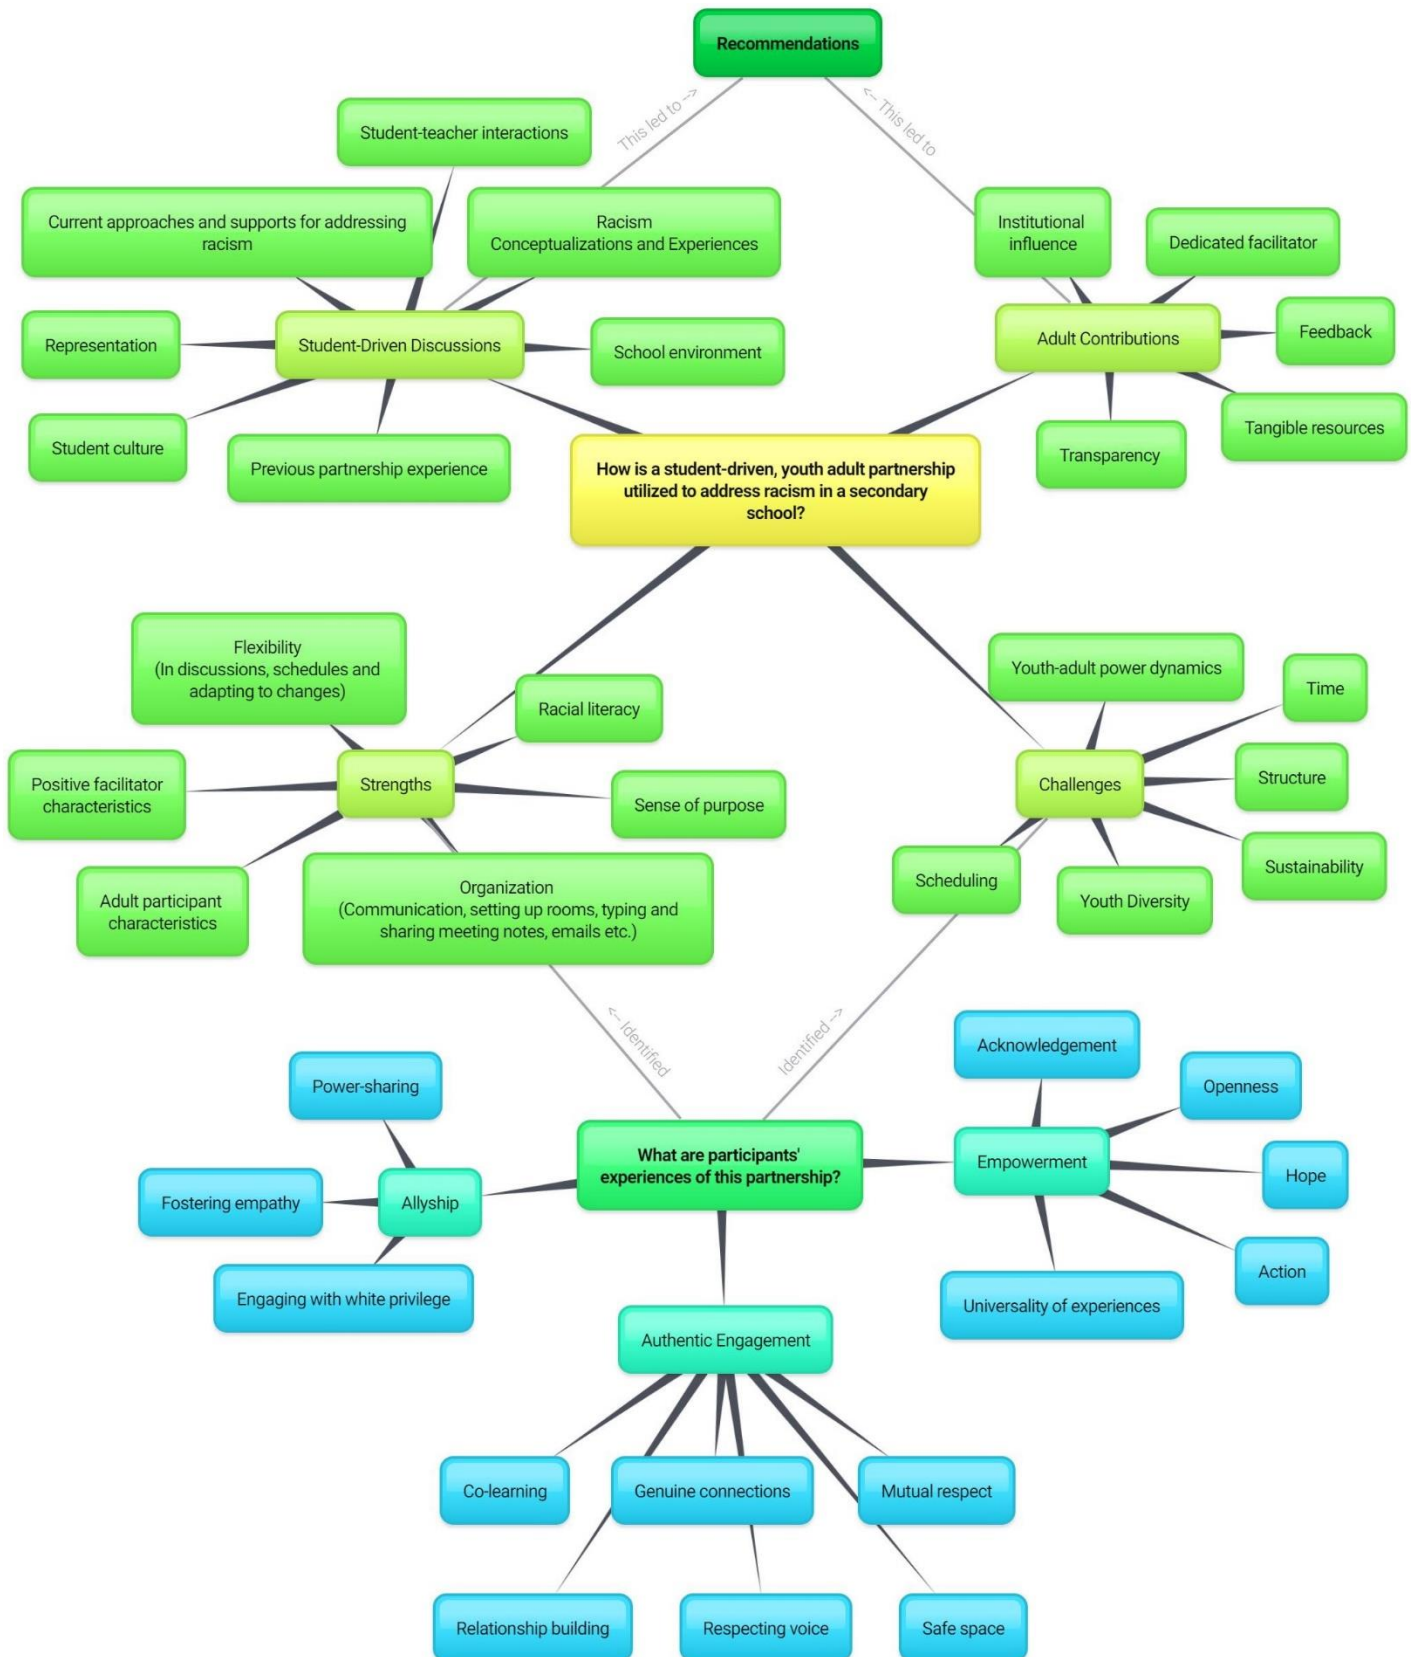 Recommendations
This led to -->
<-- This led to
Student-teacher interactions
Current approaches and supports for addressing
racism
Racism
Conceptualizations and Experiences
Institutional
influence
Dedicated facilitator
Representation
Student-Driven Discussions
School environment
Adult Contributions
Feedback
Student culture
Previous partnership experience
Transparency
Tangible resources
How is a student-driven, youth adult partnership
utilized to address racism in a secondary
school?
Flexibility
(In discussions, schedules and
adapting to changes)
Racial literacy
Youth-adult power dynamics
Time
Positive facilitator
characteristics
Strengths
Sense of purpose
Challenges
Structure
Adult participant
characteristics
Organization
(Communication, setting up rooms, typing and
sharing meeting notes, emails etc.)
Scheduling
Youth Diversity
Sustainability
<-- Identified
Identified -->
Power-sharing
Acknowledgement
Openness
What are participants'
experiences of this partnership?
Empowerment
Hope
Fostering empathy
Allyship
Engaging with white privilege
Universality of experiences
Action
Authentic Engagement
Co-learning
Genuine connections
Mutual respect
Relationship building
Respecting voice
Safe space